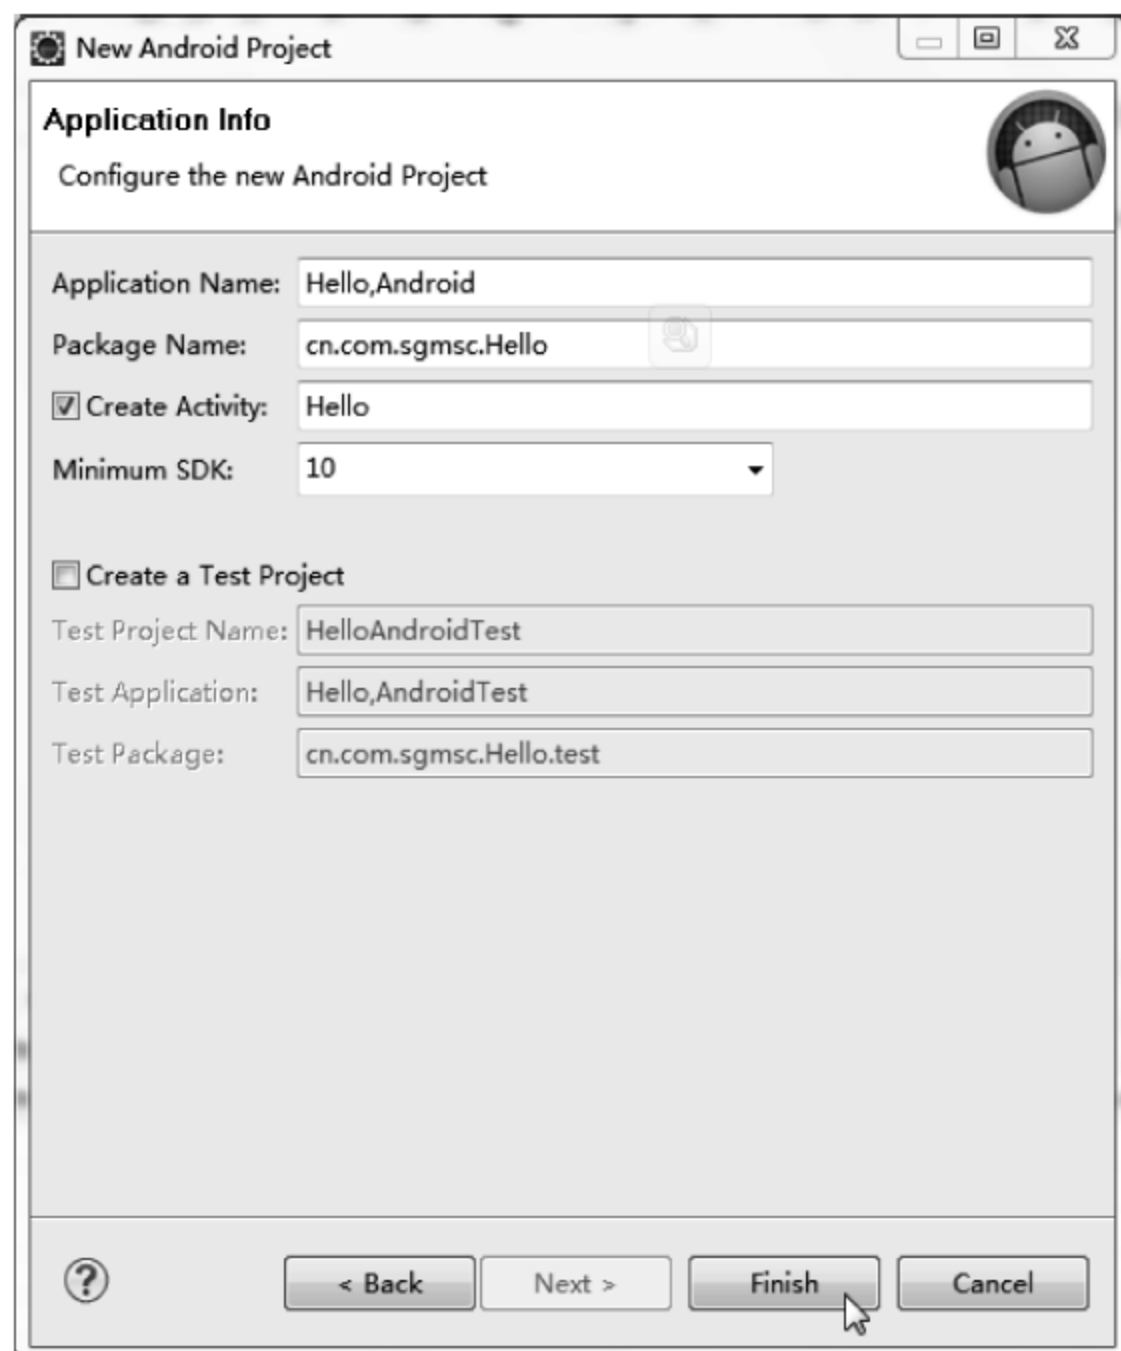 New Android Project
Application Info
Configure the new Android Project
Application Name: Hello,Android
Package Name: cn.com.sgmsc.Hello
Create Activity: Hello
Minimum SDK: 10
Create a Test Project
Test Project Name: HelloAndroidTest
Test Application: Hello,AndroidTest
Test Package: cn.com.sgmsc.Hello.test
? < Back Next > Finish Cancel